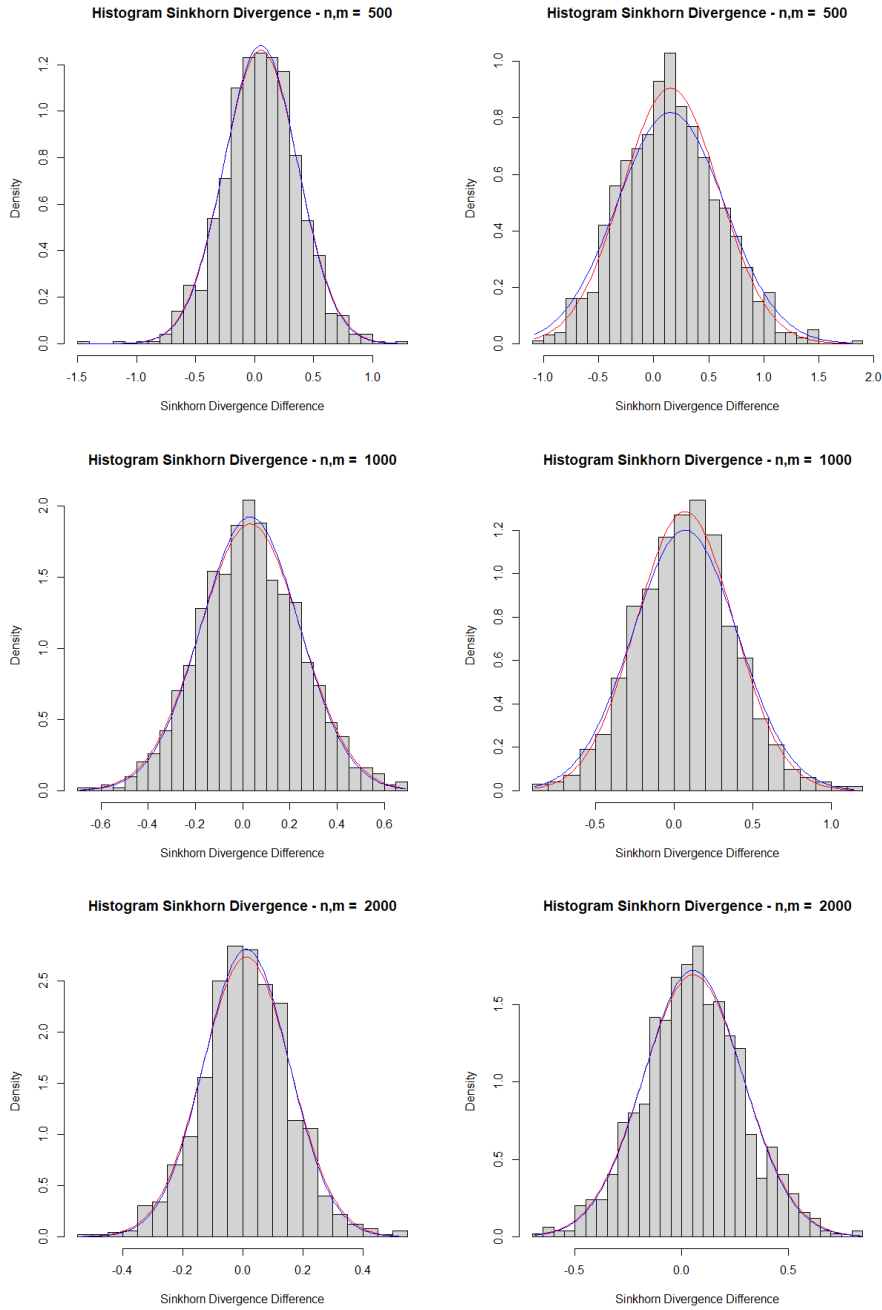 Histogram Sinkhorn Divergence - n,m = 500
Density
0.0 0.2 0.4 0.6 0.8 1.0 1.2
-1.5 -1.0 -0.5 0.0 0.5 1.0
Sinkhorn Divergence Difference
Histogram Sinkhorn Divergence - n,m = 500
Density
0.0 0.2 0.4 0.6 0.8 1.0
-1.0 -0.5 0.0 0.5 1.0 1.5 2.0
Sinkhorn Divergence Difference
Histogram Sinkhorn Divergence - n,m = 1000
Density
0.0 0.5 1.0 1.5 2.0
-0.6 -0.4 -0.2 0.0 0.2 0.4 0.6
Sinkhorn Divergence Difference
Histogram Sinkhorn Divergence - n,m = 1000
Density
0.0 0.2 0.4 0.6 0.8 1.0 1.2
-0.5 0.0 0.5 1.0
Sinkhorn Divergence Difference
Histogram Sinkhorn Divergence - n,m = 2000
Density
0.0 0.5 1.0 1.5 2.0 2.5
-0.4 -0.2 0.0 0.2 0.4
Sinkhorn Divergence Difference
Histogram Sinkhorn Divergence - n,m = 2000
Density
0.0 0.5 1.0 1.5
-0.5 0.0 0.5
Sinkhorn Divergence Difference